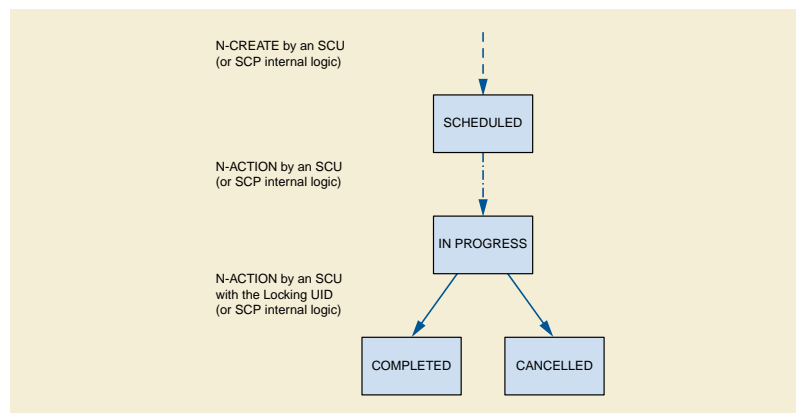 N-CREATE by an SCU
(or SCP internal logic)
SCHEDULED
N-ACTION by an SCU
(or SCP internal logic)
IN PROGRESS
N-ACTION by an SCU
with the Locking UID
(or SCP internal logic)
COMPLETED
CANCELLED